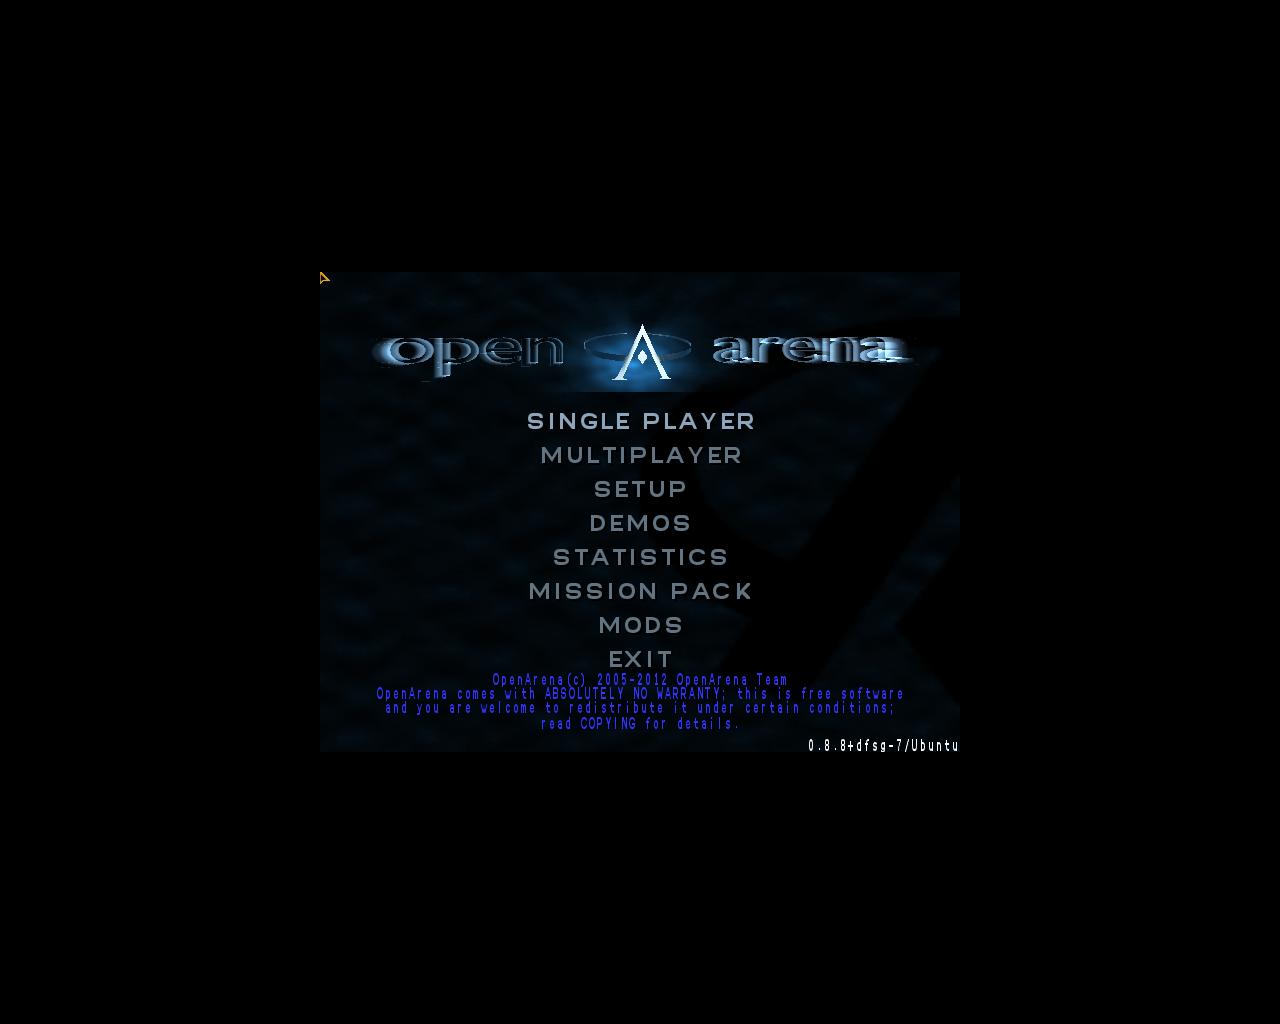 open arena
SINGLE PLAYER
MULTIPLAYER
SETUP
DEMOS
STATISTICS
MISSION PACK
MODS
EXIT
OpenArena(c) 2005-2012 OpenArena Team
OpenArena comes with ABSOLUTELY NO WARRANTY; this is free software
and you are welcome to redistribute it under certain conditions;
read COPYING for details.
0.8.8+dfsg-7/Ubuntu